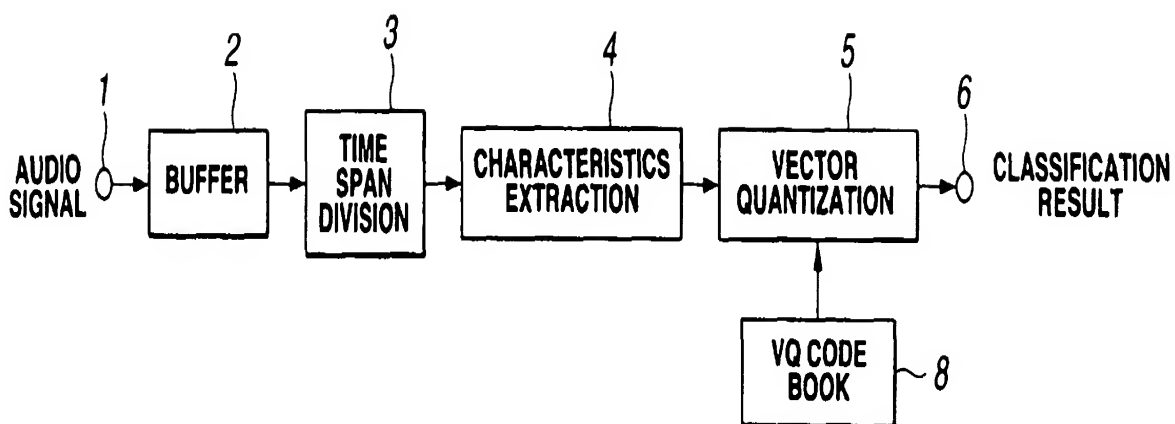 1
2
3
4
5
6
AUDIO
SIGNAL
BUFFER
TIME
SPAN
DIVISION
CHARACTERISTICS
EXTRACTION
VECTOR
QUANTIZATION
CLASSIFICATION
RESULT
VQ CODE
BOOK
8